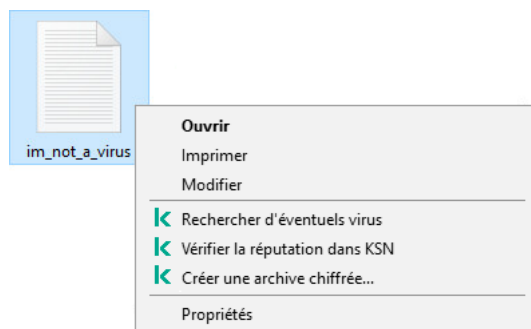 im_not_a_virus
Ouvrir
Imprimer
Modifier
Rechercher d'éventuels virus
Vérifier la réputation dans KSN
Créer une archive chiffrée...
Propriétés